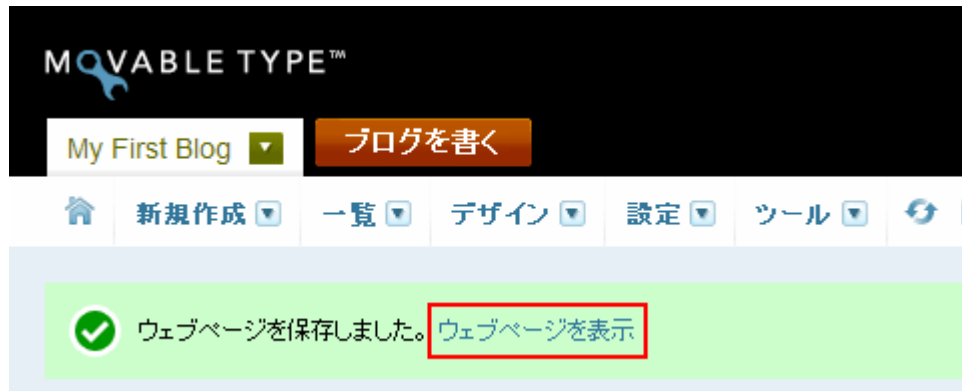 MOVABLE TYPE™
My First Blog ブログを書く
新規作成 一覧 デザイン 設定 ツール
ウェブページを保存しました。ウェブページを表示